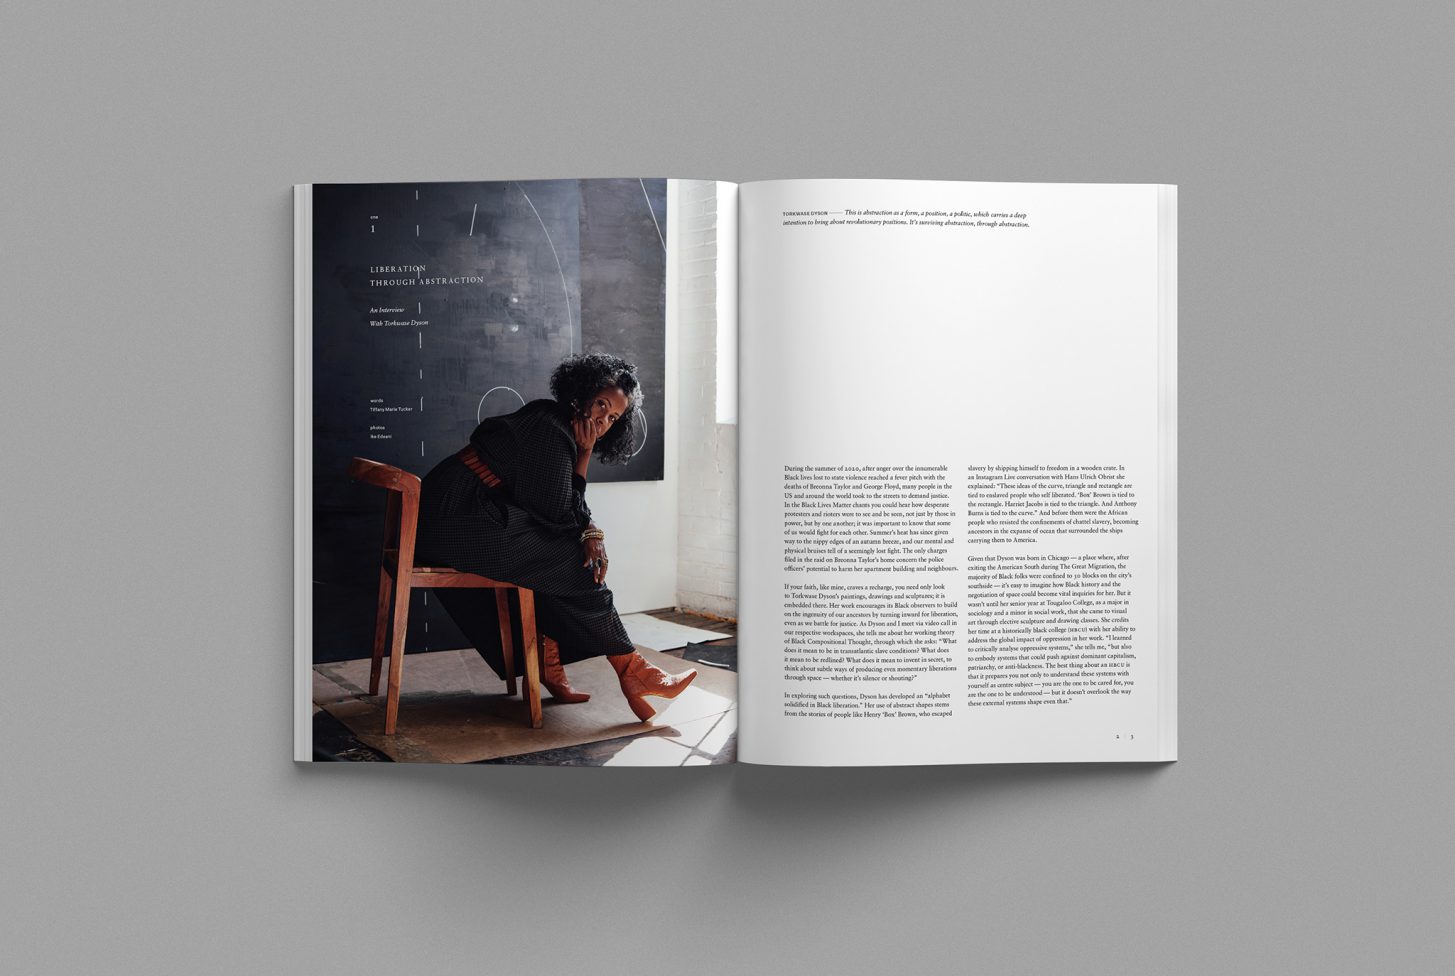 one
1
LIBERATION
THROUGH ABSTRACTION
An Interview
With Torkwase Dyson
words
Tiffany Marie Tucker
photos
Ike Edeani
TORKWASE DYSON —— This is abstraction as a form, a position, a politic, which carries a deep
intention to bring about revolutionary positions. It's surviving abstraction, through abstraction.
During the summer of 2020, after anger over the innumerable
Black lives lost to state violence reached a fever pitch with the
deaths of Breonna Taylor and George Floyd, many people in the
US and around the world took to the streets to demand justice.
In the Black Lives Matter chants you could hear how desperate
protesters and rioters were to see and be seen, not just by those in
power, but by one another; it was important to know that some
of us would fight for each other. Summer's heat has since given
way to the nippy edges of an autumn breeze, and our mental and
physical bruises tell of a seemingly lost fight. The only charges
filed in the raid on Breonna Taylor's home concern the police
officers' potential to harm her apartment building and neighbours.
If your faith, like mine, craves a recharge, you need only look
to Torkwase Dyson's paintings, drawings and sculptures; it is
embedded there. Her work encourages its Black observers to build
on the ingenuity of our ancestors by turning inward for liberation,
even as we battle for justice. As Dyson and I meet via video call in
our respective workspaces, she tells me about her working theory
of Black Compositional Thought, through which she asks: "What
does it mean to be in transatlantic slave conditions? What does
it mean to be redlined? What does it mean to invent in secret, to
think about subtle ways of producing even momentary liberations
through space — whether it's silence or shouting?"
In exploring such questions, Dyson has developed an "alphabet
solidified in Black liberation." Her use of abstract shapes stems
from the stories of people like Henry 'Box' Brown, who escaped
slavery by shipping himself to freedom in a wooden crate. In
an Instagram Live conversation with Hans Ulrich Obrist she
explained: "These ideas of the curve, triangle and rectangle are
tied to enslaved people who self liberated. 'Box' Brown is tied to
the rectangle. Harriet Jacobs is tied to the triangle. And Anthony
Burns is tied to the curve." And before them were the African
people who resisted the confinements of chattel slavery, becoming
ancestors in the expanse of ocean that surrounded the ships
carrying them to America.
Given that Dyson was born in Chicago — a place where, after
exiting the American South during The Great Migration, the
majority of Black folks were confined to 30 blocks on the city's
southside — it's easy to imagine how Black history and the
negotiation of space could become vital inquiries for her. But it
wasn't until her senior year at Tougaloo College, as a major in
sociology and a minor in social work, that she came to visual
art through elective sculpture and drawing classes. She credits
her time at a historically black college (HBCU) with her ability to
address the global impact of oppression in her work. "I learned
to critically analyse oppressive systems," she tells me, "but also
to embody systems that could push against dominant capitalism,
patriarchy, or anti-blackness. The best thing about an HBCU is
that it prepares you not only to understand these systems with
yourself as centre subject — you are the one to be cared for, you
are the one to be understood — but it doesn't overlook the way
these external systems shape even that."
2 | 3